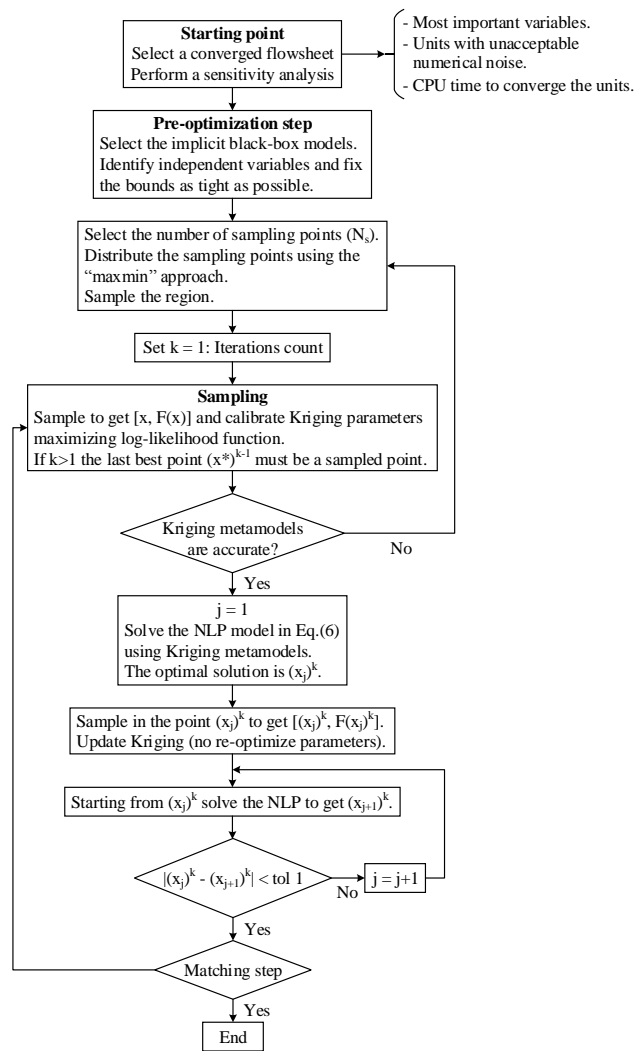 Starting point
Select a converged flowsheet
Perform a sensitivity analysis
- Most important variables.
- Units with unacceptable
numerical noise.
- CPU time to converge the units.
Pre-optimization step
Select the implicit black-box models.
Identify independent variables and fix
the bounds as tight as possible.
Select the number of sampling points (Ns).
Distribute the sampling points using the
“maxmin” approach.
Sample the region.
Set k = 1: Iterations count
Sampling
Sample to get [x, F(x)] and calibrate Kriging parameters
maximizing log-likelihood function.
If k>1 the last best point (x*)^k-1 must be a sampled point.
Kriging metamodels
are accurate?
No
Yes
j = 1
Solve the NLP model in Eq.(6)
using Kriging metamodels.
The optimal solution is (xj)^k.
Sample in the point (xj)^k to get [(xj)^k, F(xj)^k].
Update Kriging (no re-optimize parameters).
Starting from (xj)^k solve the NLP to get (xj+1)^k.
|(xj)^k - (xj+1)^k| < tol 1
No
j = j+1
Yes
Matching step
Yes
End